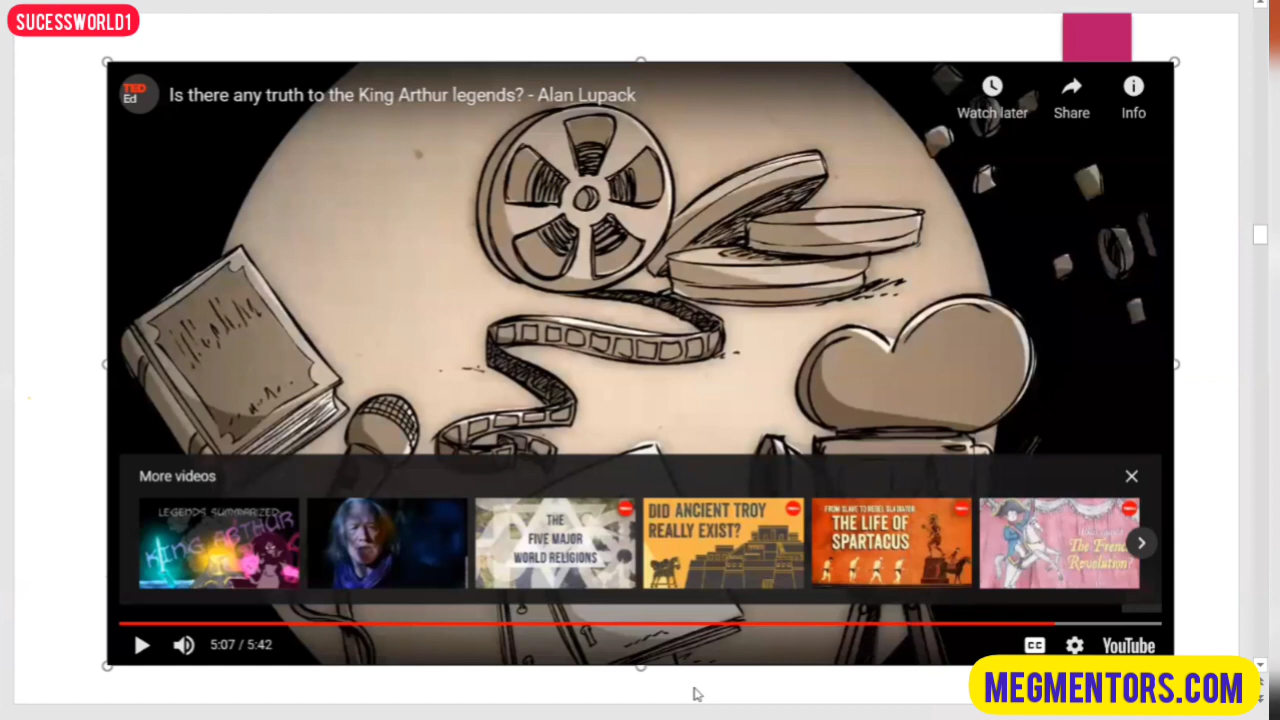 SUCESSWORLD1
TED
Ed
Is there any truth to the King Arthur legends? - Alan Lupack
Watch later
Share
Info
More videos
LEGENDS SUMMARIZED
KING ARTHUR
THE
FIVE MAJOR
WORLD RELIGIONS
DID ANCIENT TROY
REALLY EXIST?
FROM SLAVE TO REBEL GLADIATOR
THE LIFE OF
SPARTACUS
The French
Revolution?
5:07 / 5:42
CC
YouTube
MEGMENTORS.COM